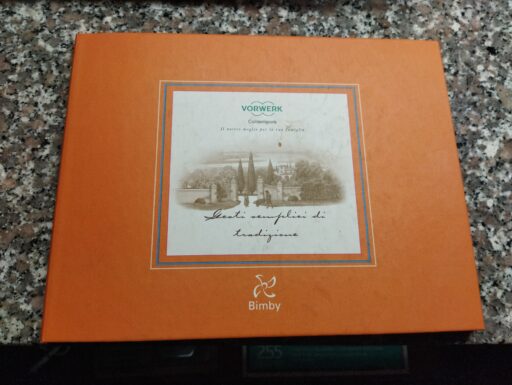 VORWERK
Contempora
Il nostro meglio per la tua famiglia
Gesti semplici di
tradizione
Bimby
255